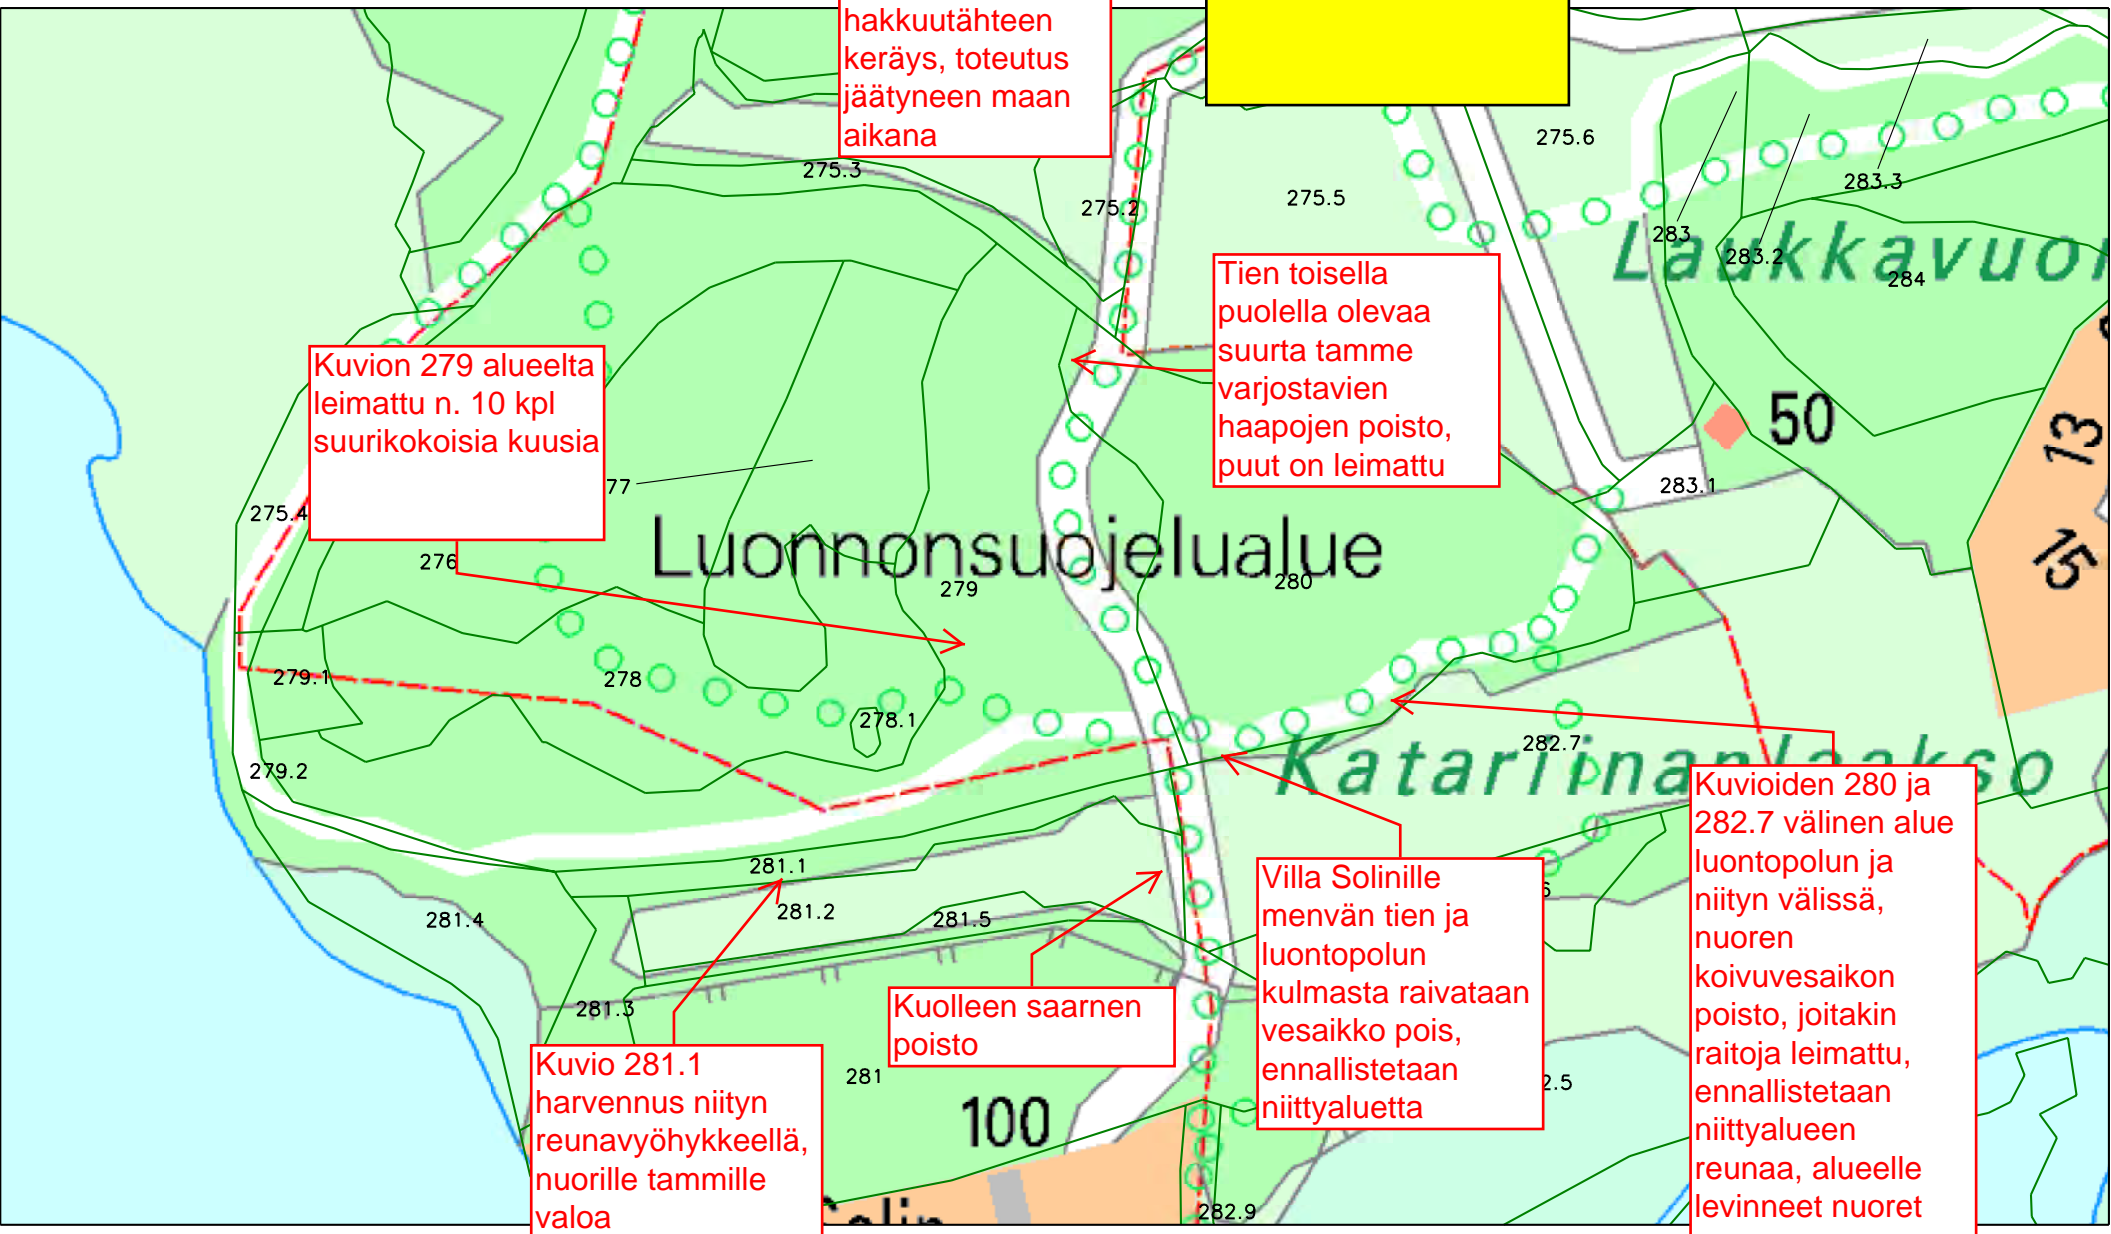 hakkuutähteen
keräys, toteutus
jäätyneen maan
aikana
275.3
275.2
275.5
275.6
283.3
283
283.2
284
Laukkavuor
Tien toisella
puolella olevaa
suurta tamme
varjostavien
haapojen poisto,
puut on leimattu
Kuvion 279 alueelta
leimattu n. 10 kpl
suurikokoisia kuusia
50
13
15
77
275.4
283.1
Luonnonsuojelualue
276
279
280
279.1
278
278.1
279.2
282.7
Katariinanlaakso
Kuvioiden 280 ja
282.7 välinen alue
luontopolun ja
niityn välissä,
nuoren
koivuvesaikon
poisto, joitakin
raitoja leimattu,
ennallistetaan
niittyalueen
reunaa, alueelle
levinneet nuoret
281.1
281.2
281.4
281.5
281.3
Villa Solinille
menvän tien ja
luontopolun
kulmasta raivataan
vesaikko pois,
ennallistetaan
niittyaluetta
Kuolleen saarnen
poisto
Kuvio 281.1
harvennus niityn
reunavyöhykkeellä,
nuorille tammille
valoa
281
100
2.5
282.9